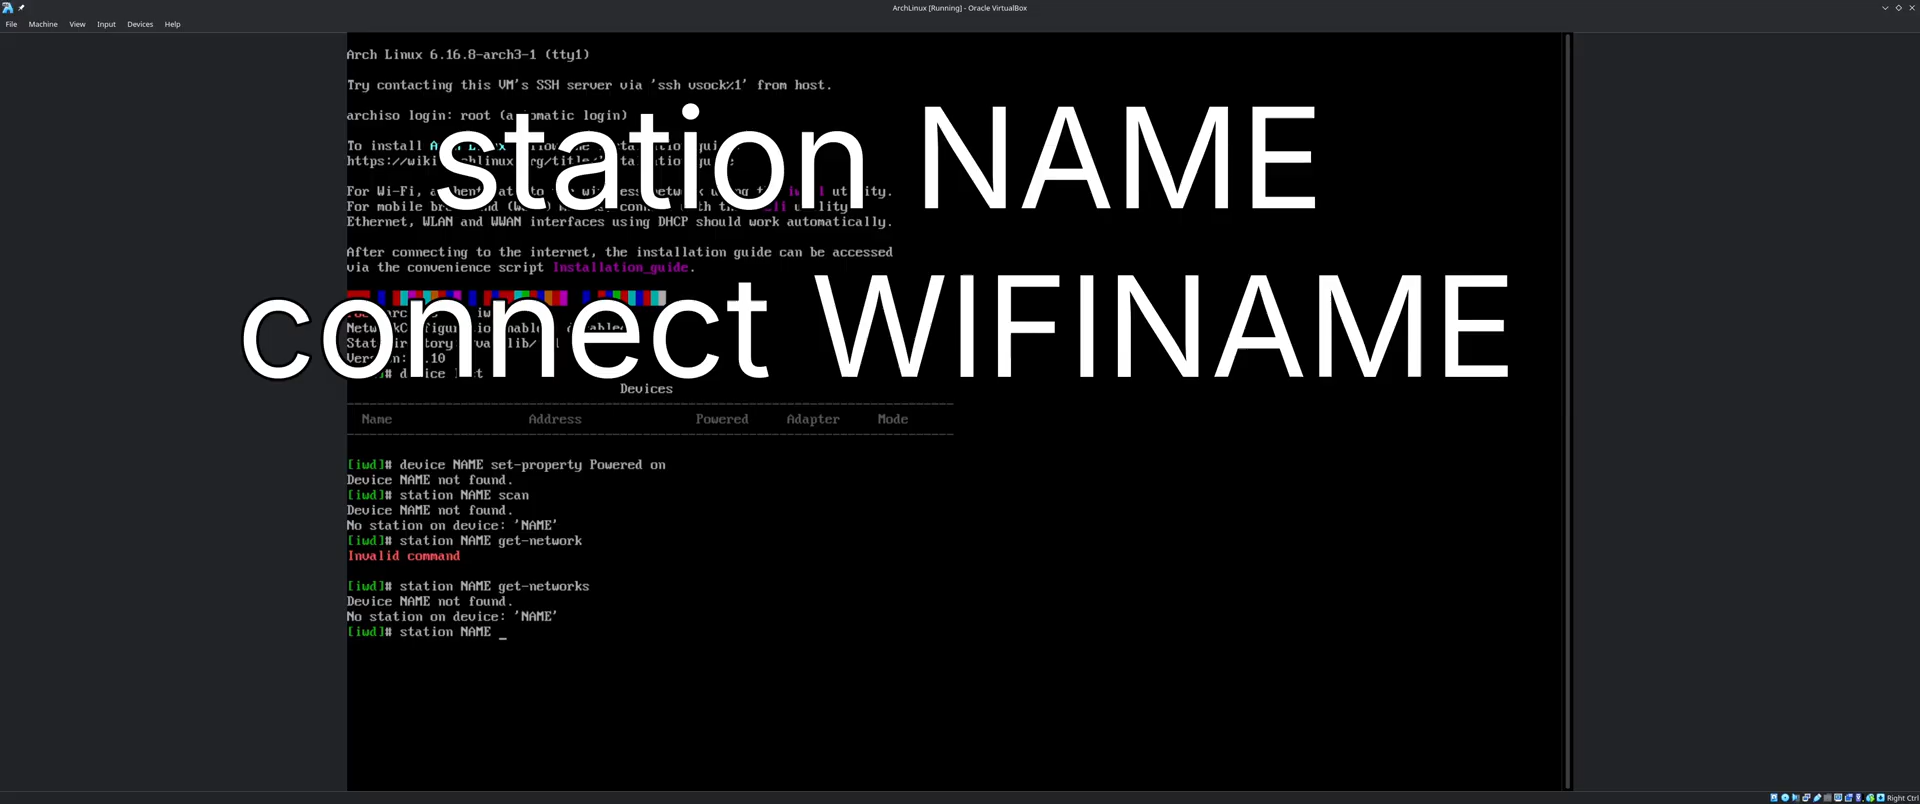 ArchLinux [Running] - Oracle VirtualBox
File Machine View Input Devices Help
Arch Linux 6.16.8-arch3-1 (tty1)
Try contacting this VM's SSH server via 'ssh vsock%1' from host.
archiso login: root (automatic login)
station NAME
To install
https://wiki
For Wi-Fi,
For mobile
Ethernet, WLAN and WWAN interfaces using DHCP should work automatically.
After connecting to the internet, the installation guide can be accessed
via the convenience script Installation_guide.
connect WIFINAME
Devices
Name Address Powered Adapter Mode
[iwd]# device NAME set-property Powered on
Device NAME not found.
[iwd]# station NAME scan
Device NAME not found.
No station on device: 'NAME'
[iwd]# station NAME get-network
Invalid command
[iwd]# station NAME get-networks
Device NAME not found.
No station on device: 'NAME'
[iwd]# station NAME _
Right Ctrl